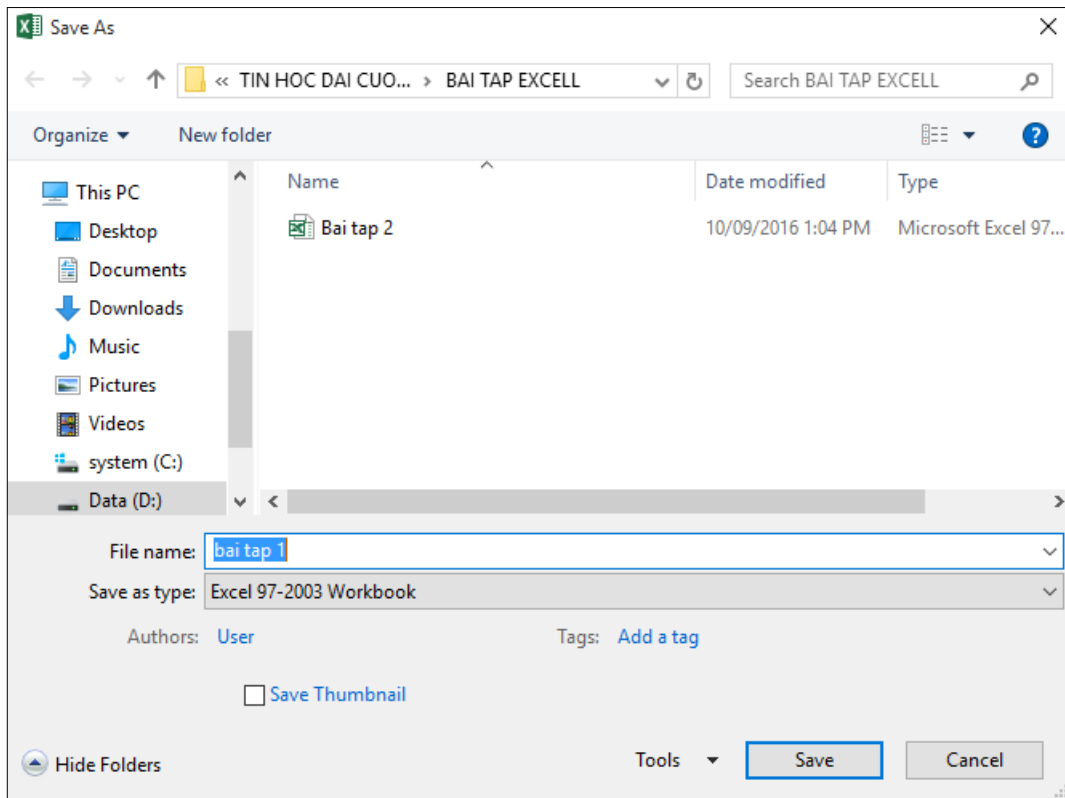 Save As
« TIN HOC DAI CUO... › BAI TAP EXCELL
Search BAI TAP EXCELL
Organize
New folder
?
This PC
Desktop
Documents
Downloads
Music
Pictures
Videos
system (C:)
Data (D:)
Name
Date modified
Type
Bai tap 2
10/09/2016 1:04 PM
Microsoft Excel 97...
File name: bai tap 1
Save as type: Excel 97-2003 Workbook
Authors: User
Tags: Add a tag
Save Thumbnail
Hide Folders
Tools
Save
Cancel